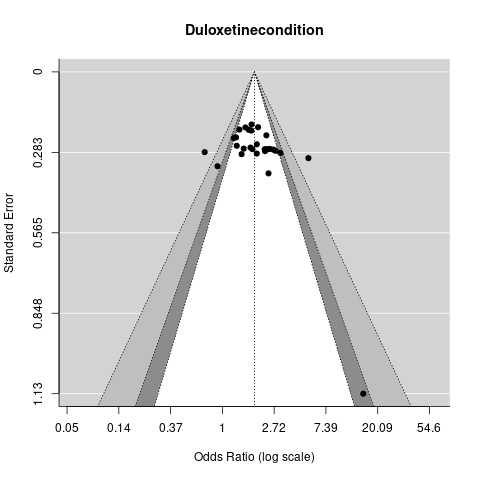 Duloxetinecondition
0
0.283
0.565
0.848
1.13
Standard Error
0.05 0.14 0.37 1 2.72 7.39 20.09 54.6
Odds Ratio (log scale)